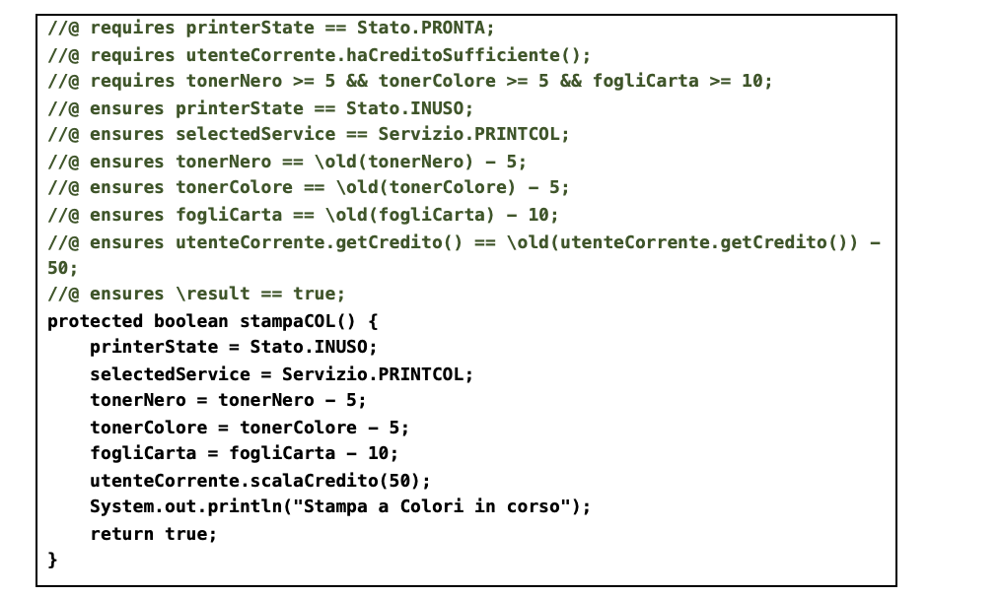 //@ requires printerState == Stato.PRONTA;
//@ requires utenteCorrente.haCreditoSufficiente();
//@ requires tonerNero >= 5 && tonerColore >= 5 && fogliCarta >= 10;
//@ ensures printerState == Stato.INUSO;
//@ ensures selectedService == Servizio.PRINTCOL;
//@ ensures tonerNero == \old(tonerNero) – 5;
//@ ensures tonerColore == \old(tonerColore) – 5;
//@ ensures fogliCarta == \old(fogliCarta) – 10;
//@ ensures utenteCorrente.getCredito() == \old(utenteCorrente.getCredito()) –
50;
//@ ensures \result == true;
protected boolean stampaCOL() {
    printerState = Stato.INUSO;
    selectedService = Servizio.PRINTCOL;
    tonerNero = tonerNero – 5;
    tonerColore = tonerColore – 5;
    fogliCarta = fogliCarta – 10;
    utenteCorrente.scalaCredito(50);
    System.out.println("Stampa a Colori in corso");
    return true;
}